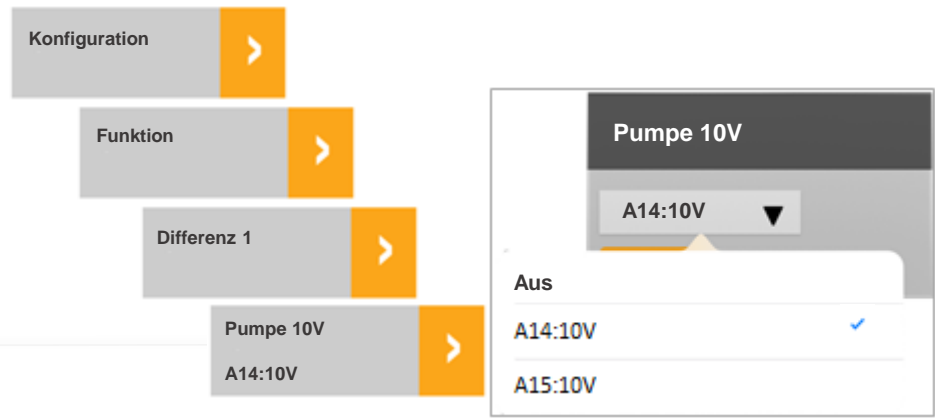 Konfiguration
Funktion
Differenz 1
Pumpe 10V
A14:10V
Pumpe 10V
A14:10V
Aus
A14:10V
A15:10V